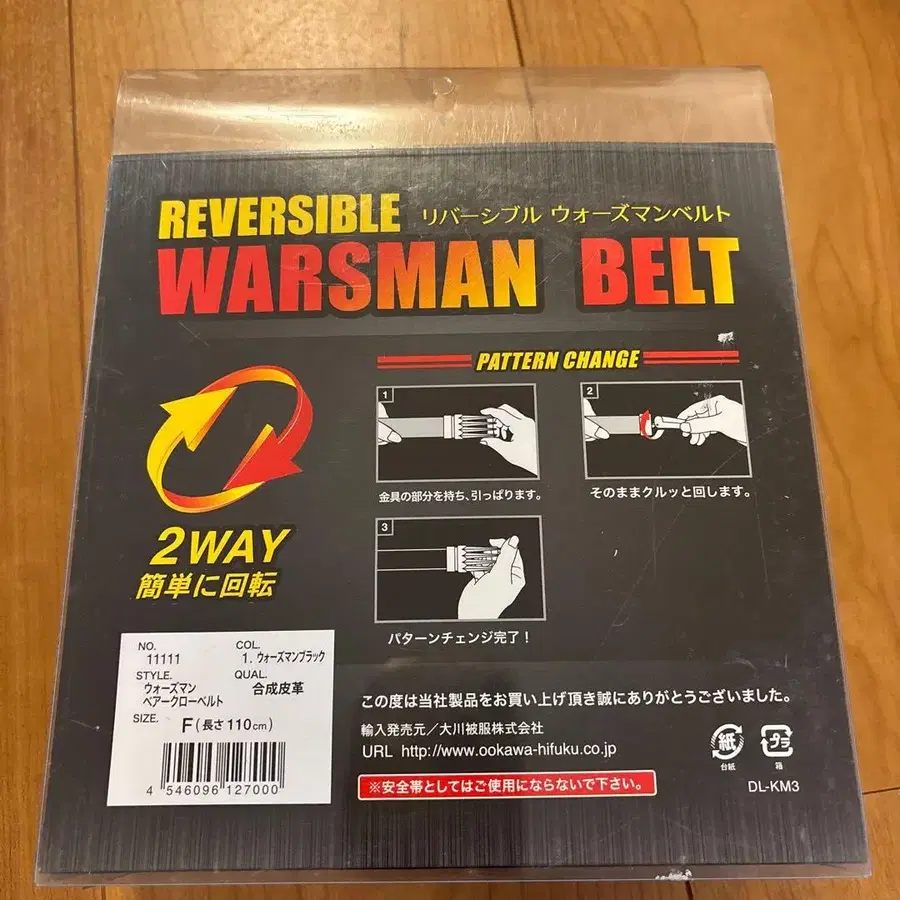 REVERSIBLE リバーシブル ウォーズマンベルト
WARSMAN BELT
PATTERN CHANGE
1
金具の部分を持ち、引っぱります。
2
そのままクルッと回します。
3
パターンチェンジ完了!
2WAY
簡単に回転
NO. COL.
11111 1. ウォーズマンブラック
STYLE. QUAL.
ウォーズマン 合成皮革
ベアークローベルト
SIZE. F(長さ110cm)
4 546096 127000
この度は当社製品をお買い上げ頂き誠にありがとうございました。
輸入発売元/大川被服株式会社
URL http://www.ookawa-hifuku.co.jp
※安全帯としてはご使用にならないで下さい。
紙 プラ
台紙 箱
DL-KM3